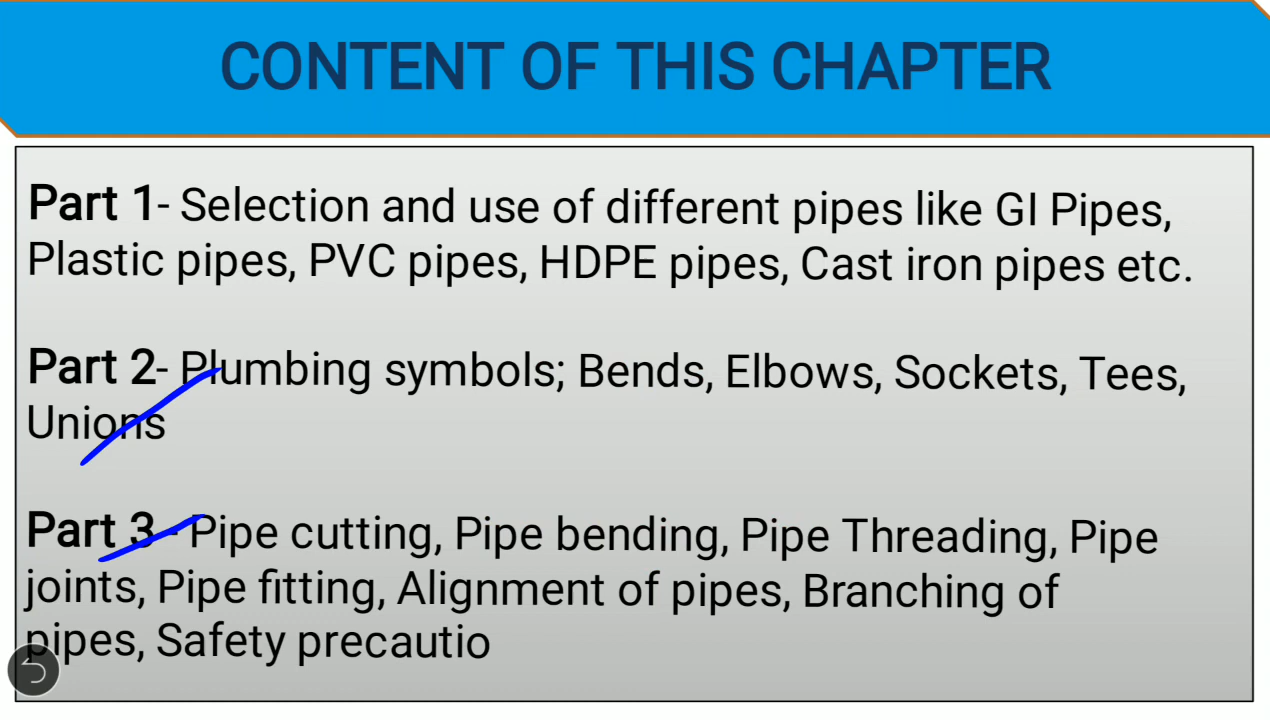 CONTENT OF THIS CHAPTER
Part 1- Selection and use of different pipes like GI Pipes,
Plastic pipes, PVC pipes, HDPE pipes, Cast iron pipes etc.
Part 2- Plumbing symbols; Bends, Elbows, Sockets, Tees,
Unions
Part 3- Pipe cutting, Pipe bending, Pipe Threading, Pipe
joints, Pipe fitting, Alignment of pipes, Branching of
pipes, Safety precautio